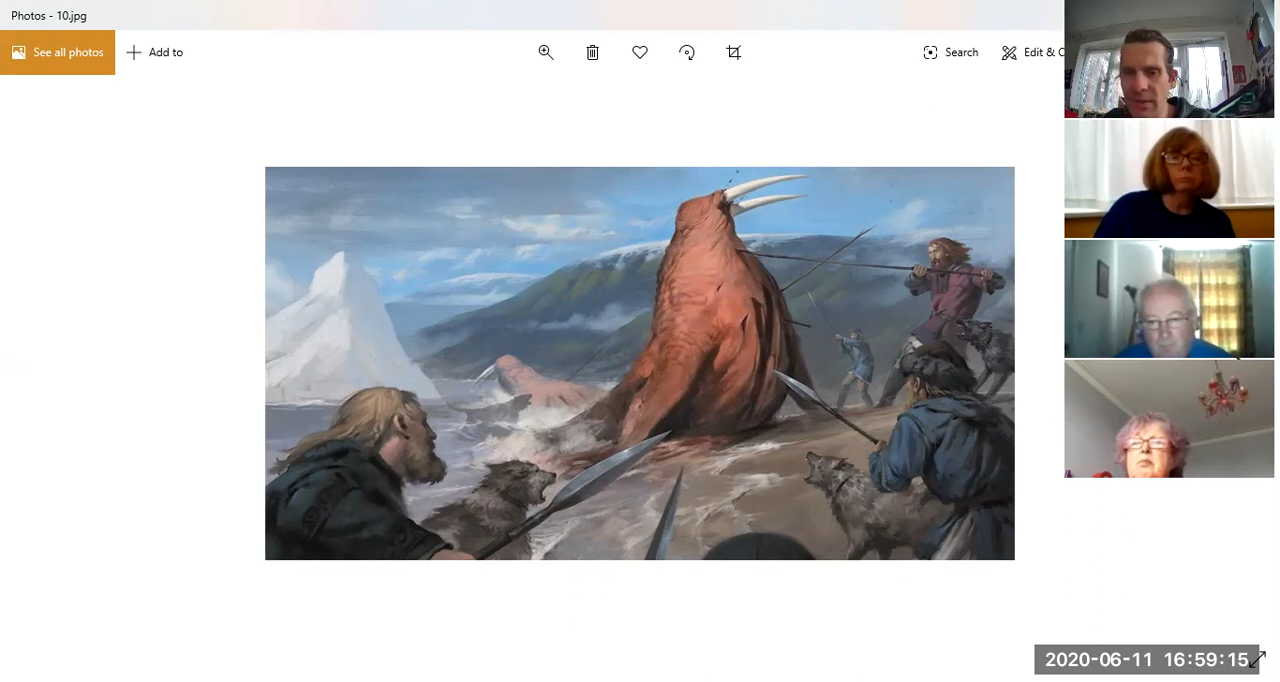 Photos - 10.jpg
See all photos
Add to
Search
Edit & C
2020-06-11 16:59:15